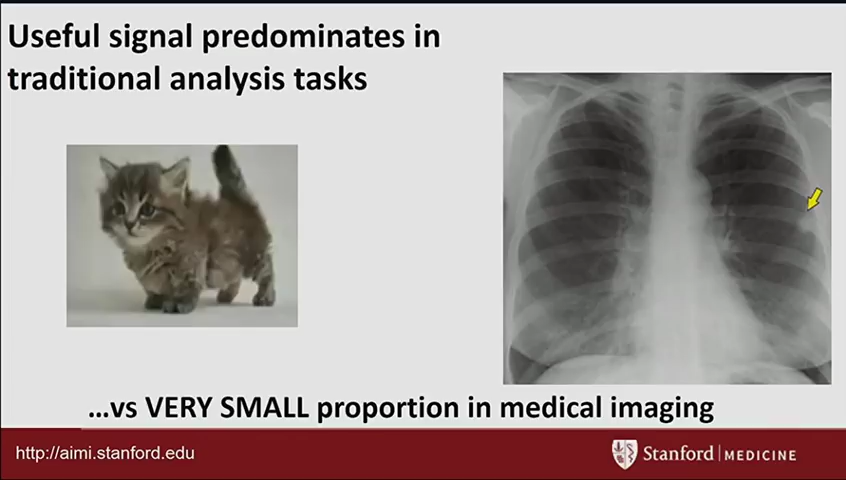 Useful signal predominates in
traditional analysis tasks
...vs VERY SMALL proportion in medical imaging
http://aimi.stanford.edu
Stanford MEDICINE